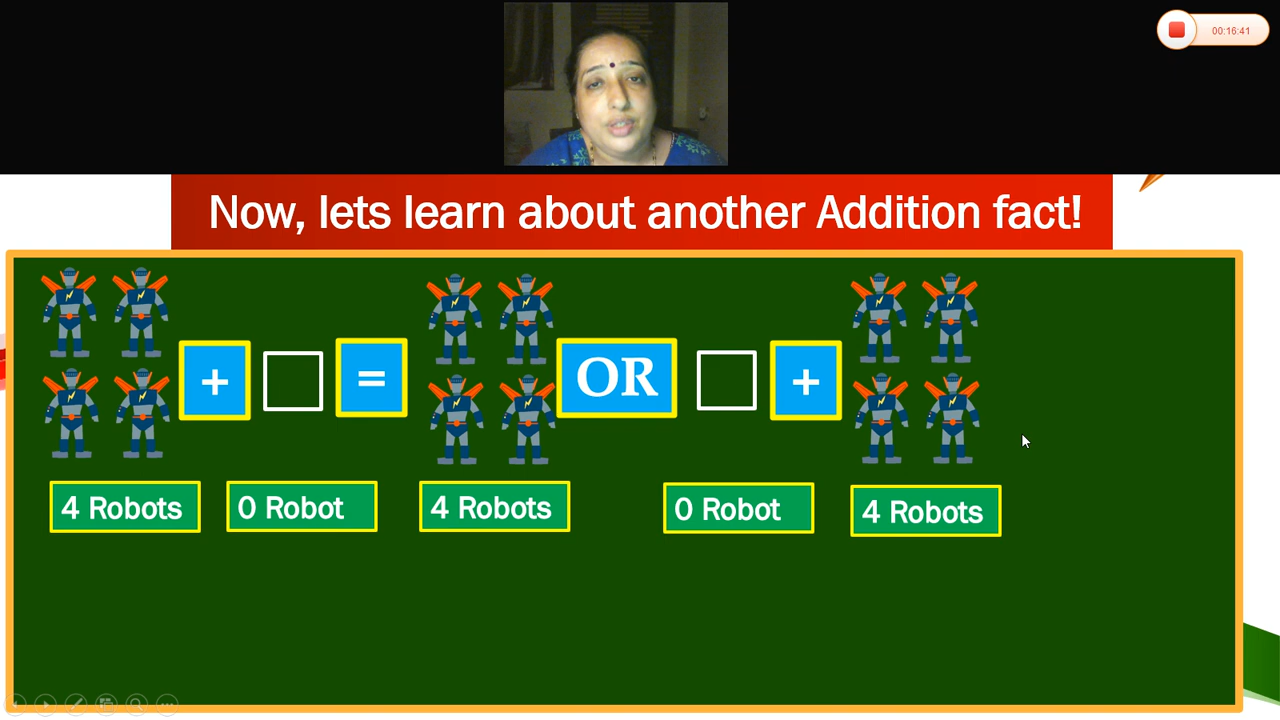 00:16:41
Now, lets learn about another Addition fact!
+ = OR +
4 Robots 0 Robot 4 Robots 0 Robot 4 Robots